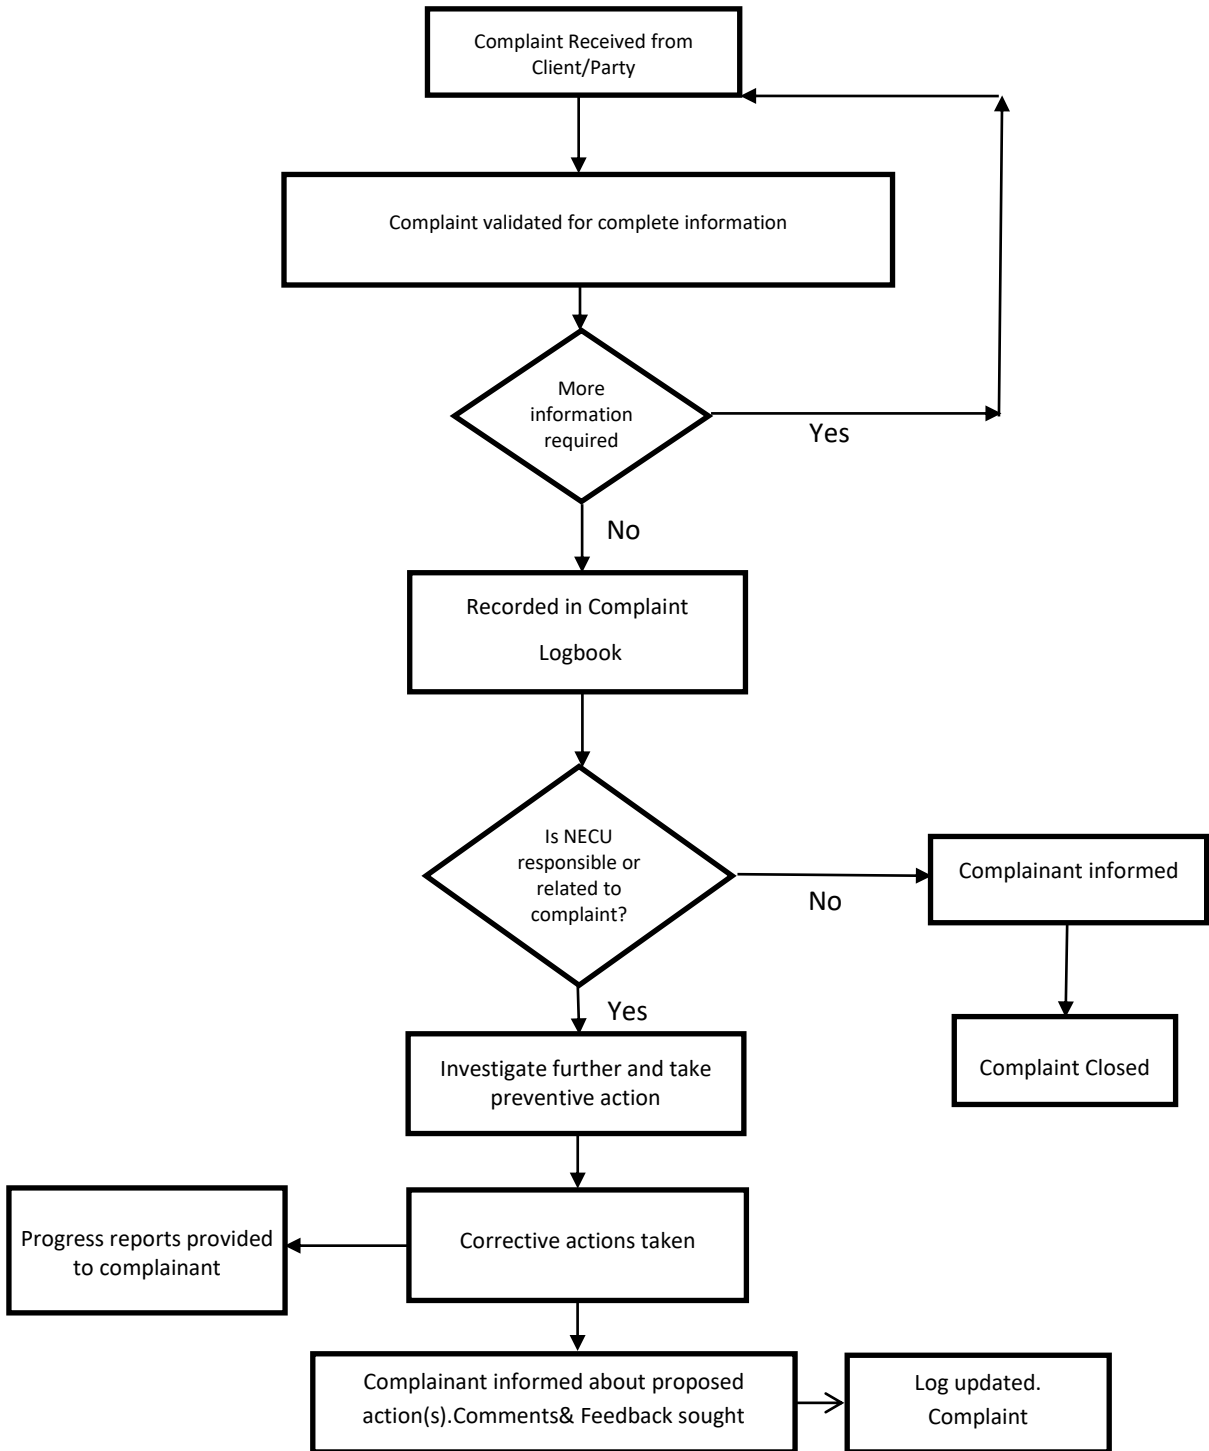 Complaint Received from
Client/Party
Complaint validated for complete information
More
information
required
Yes
No
Recorded in Complaint
Logbook
Is NECU
responsible or
related to
complaint?
No
Complainant informed
Yes
Complaint Closed
Investigate further and take
preventive action
Progress reports provided
to complainant
Corrective actions taken
Complainant informed about proposed
action(s).Comments& Feedback sought
Log updated.
Complaint